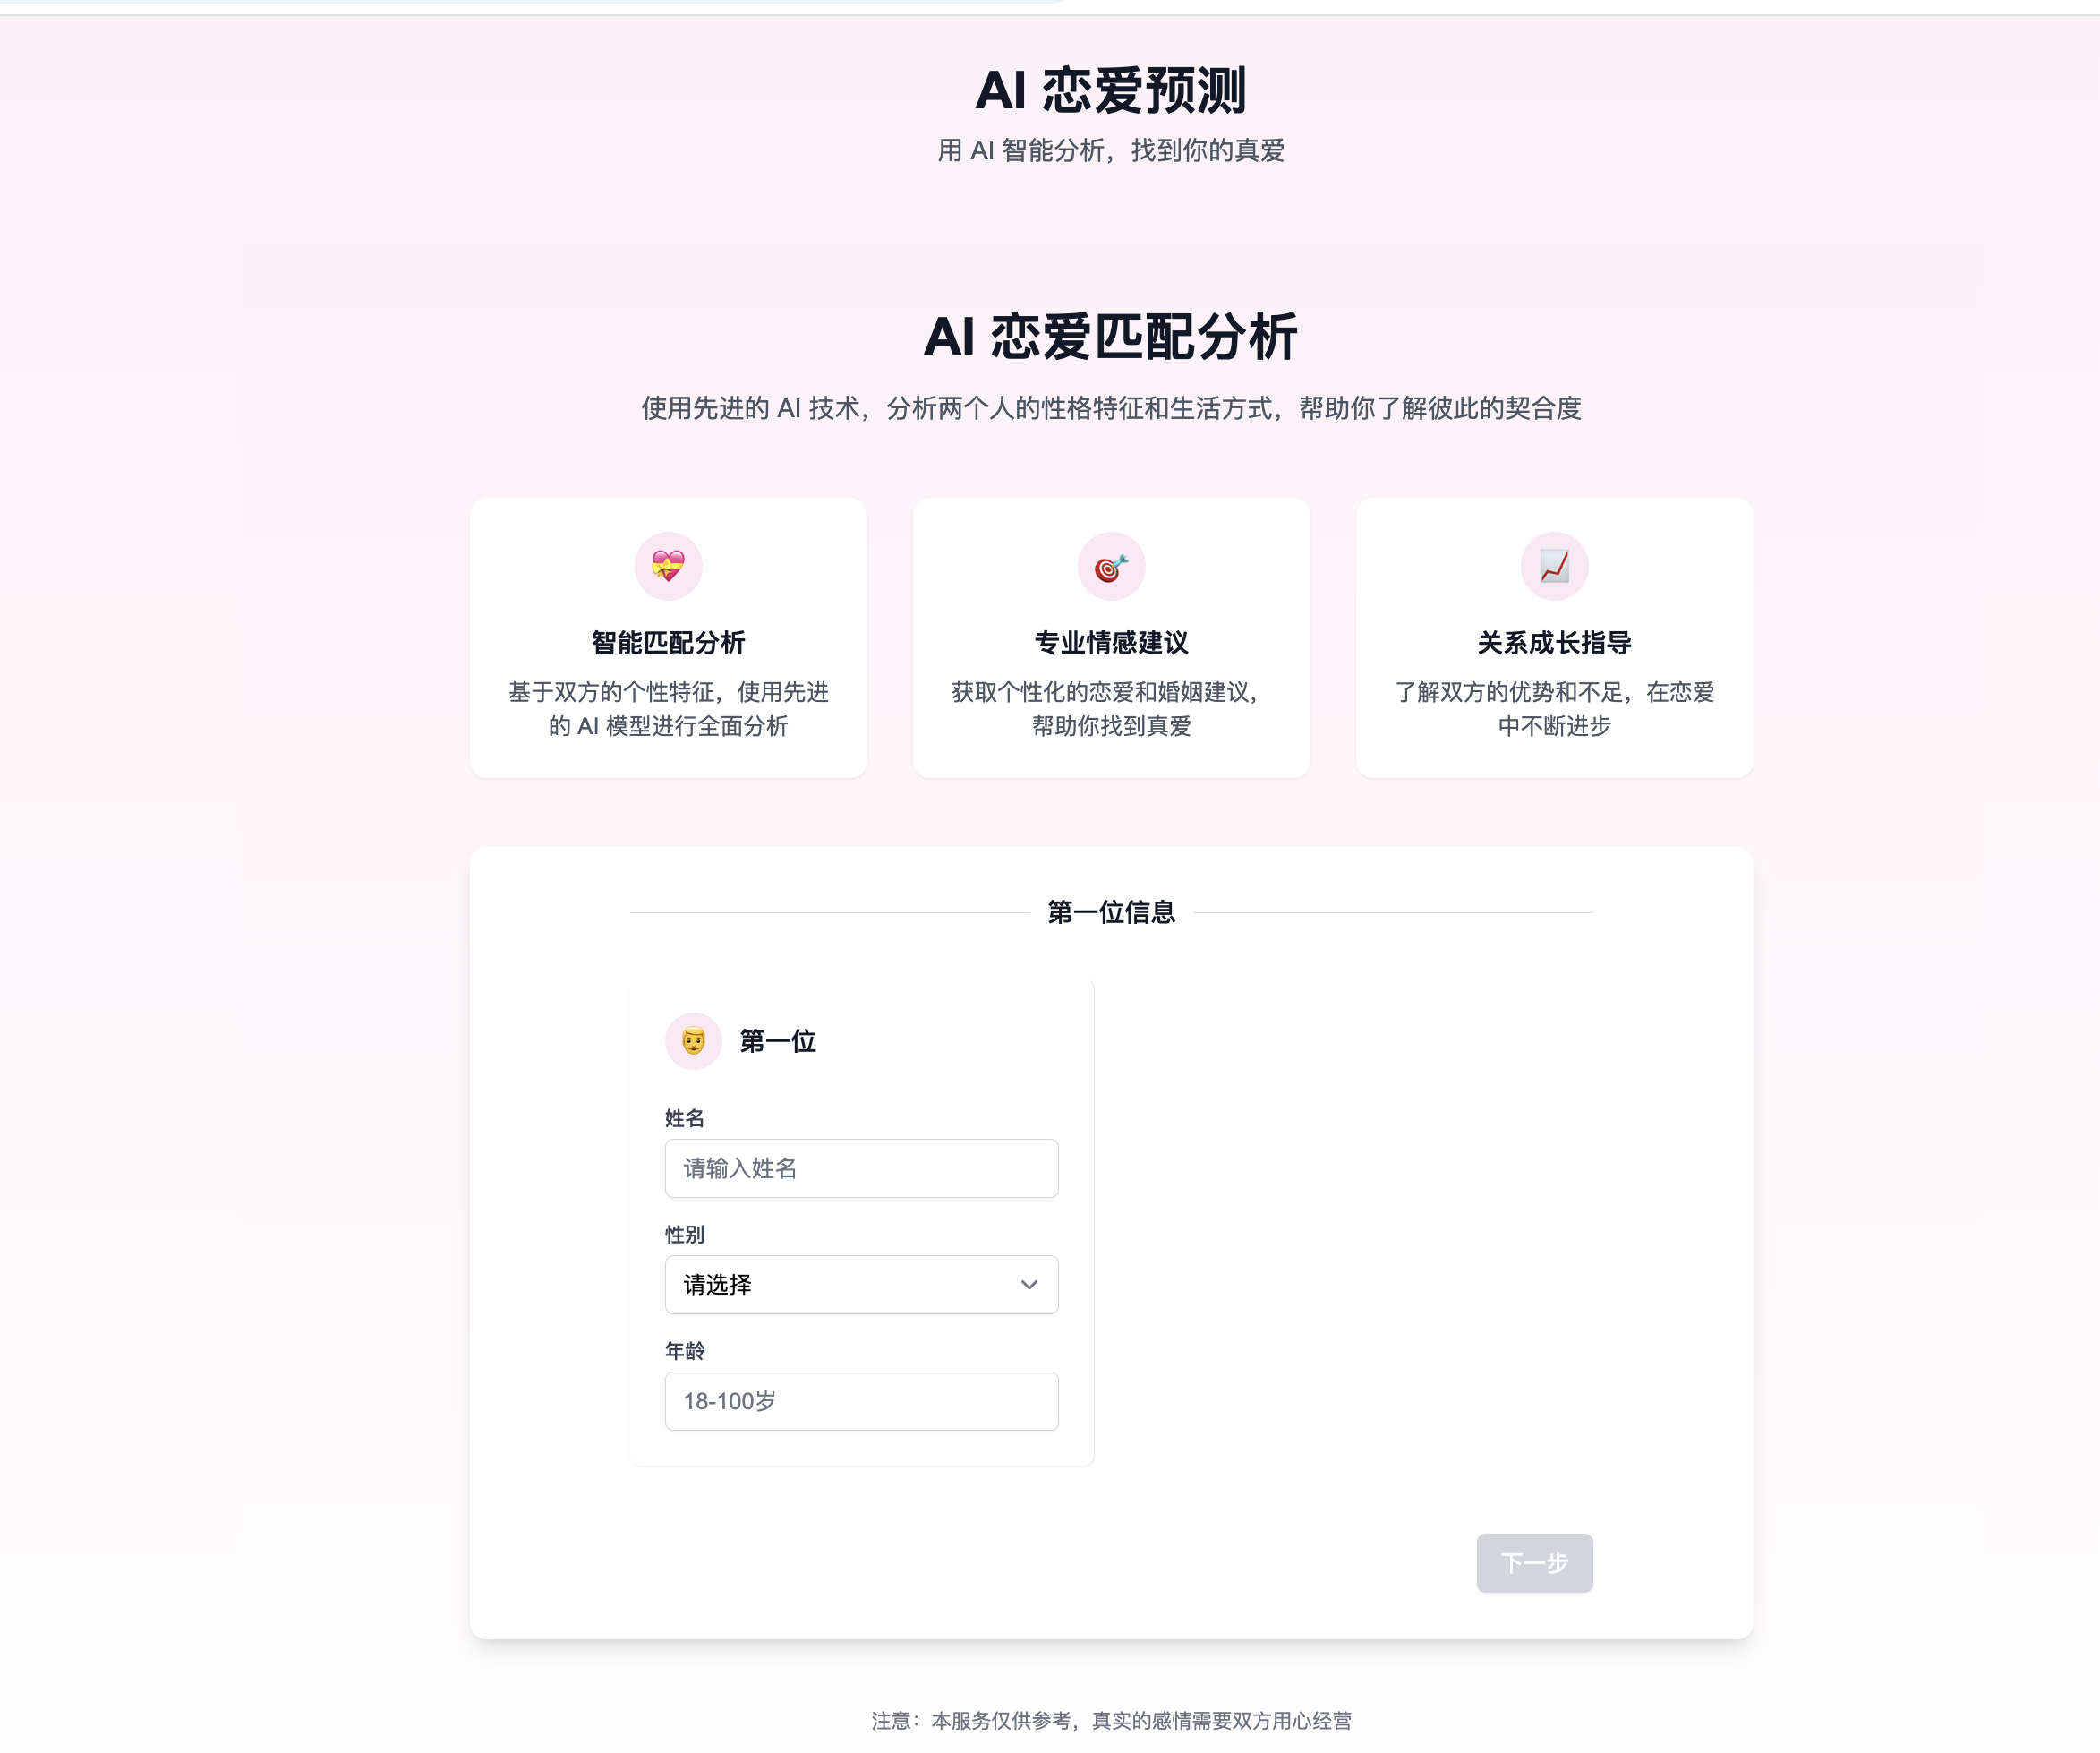 AI 恋爱预测
用 AI 智能分析，找到你的真爱
AI 恋爱匹配分析
使用先进的 AI 技术，分析两个人的性格特征和生活方式，帮助你了解彼此的契合度
智能匹配分析
基于双方的个性特征，使用先进
的 AI 模型进行全面分析
专业情感建议
获取个性化的恋爱和婚姻建议，
帮助你找到真爱
关系成长指导
了解双方的优势和不足，在恋爱
中不断进步
第一位信息
第一位
姓名
请输入姓名
性别
请选择
年龄
18-100岁
下一步
注意：本服务仅供参考，真实的感情需要双方用心经营